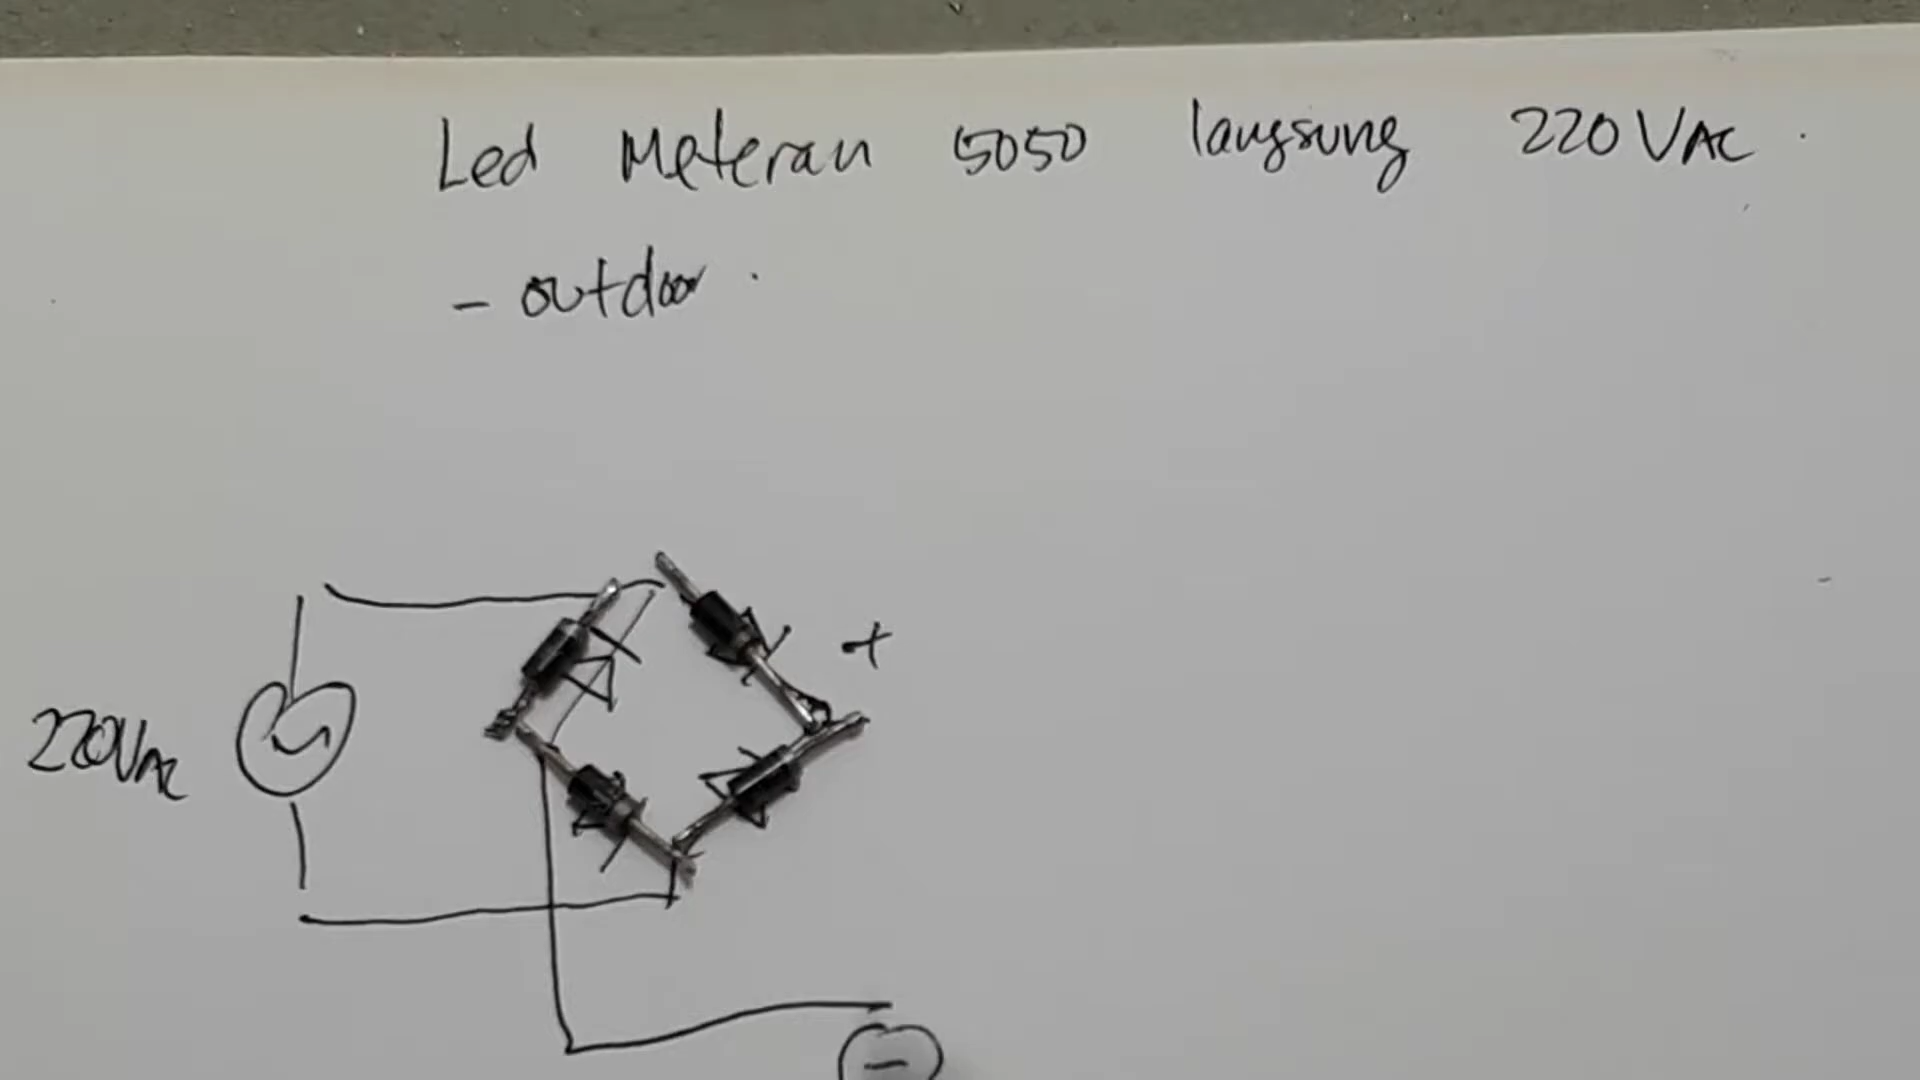 Led Meteran 5050 langsung 220 VAC
- outdoor
+
220VAC
-